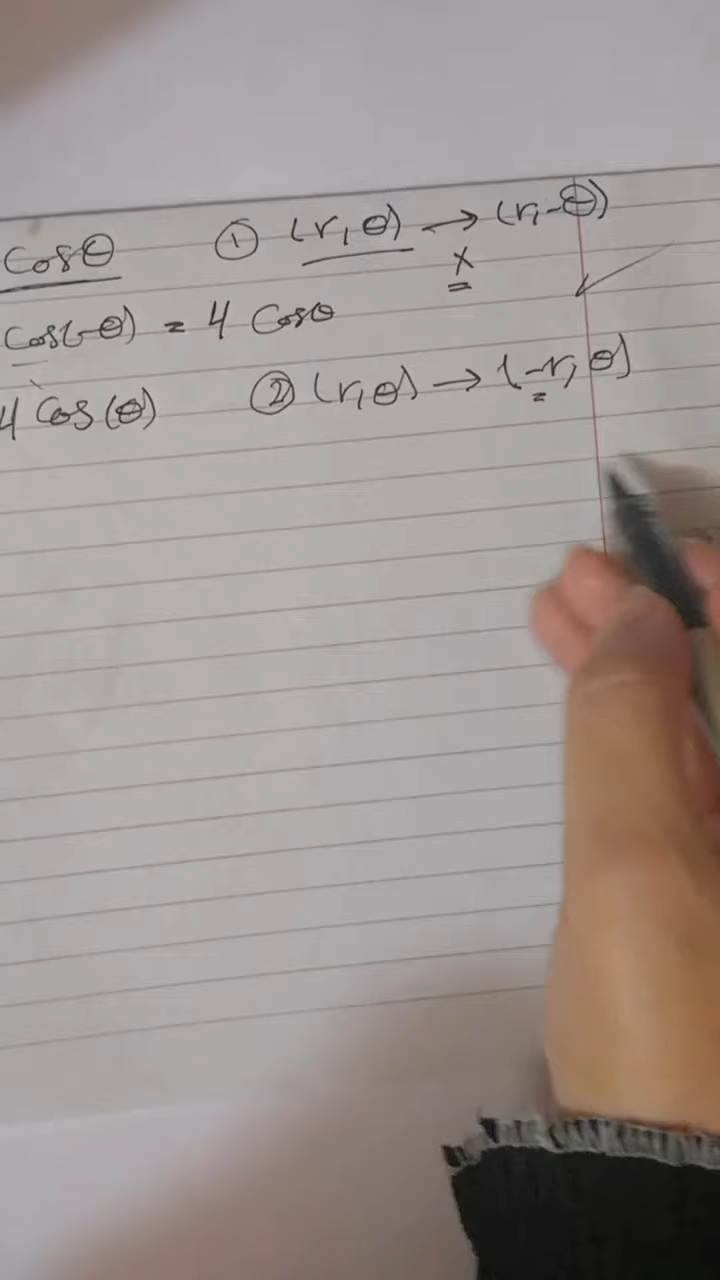 Cosθ ① (r, θ) → (r, -θ)
x
Cos(-θ) = 4 Cosθ
4 Cos(θ) ② (r, θ) → (-r, θ)